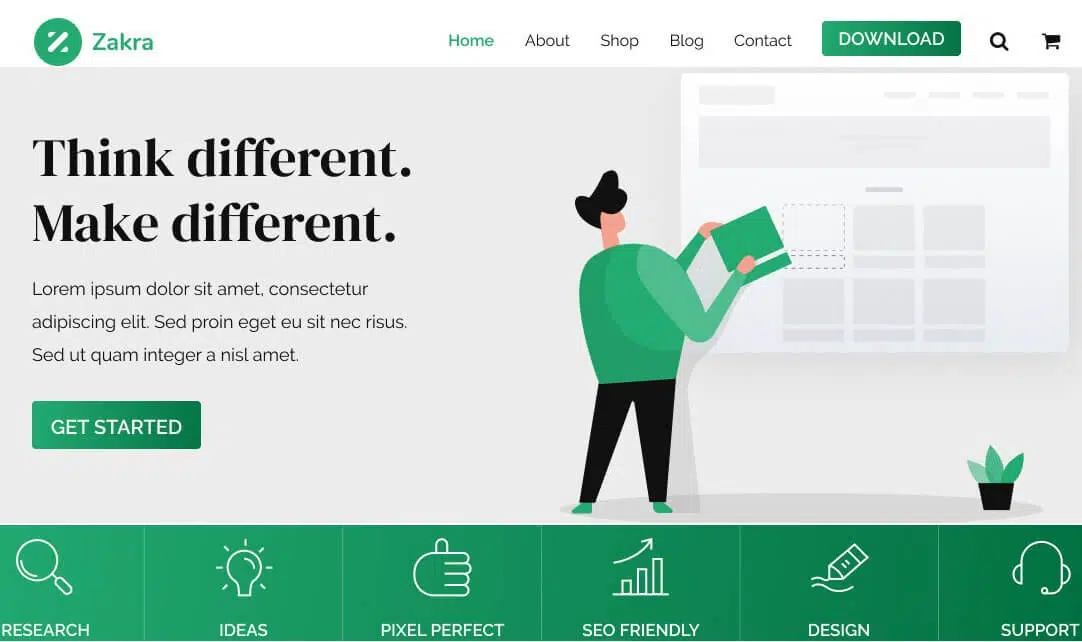 Zakra
Home About Shop Blog Contact DOWNLOAD
Think different.
Make different.
Lorem ipsum dolor sit amet, consectetur
adipiscing elit. Sed proin eget eu sit nec risus.
Sed ut quam integer a nisl amet.
GET STARTED
RESEARCH IDEAS PIXEL PERFECT SEO FRIENDLY DESIGN SUPPORT